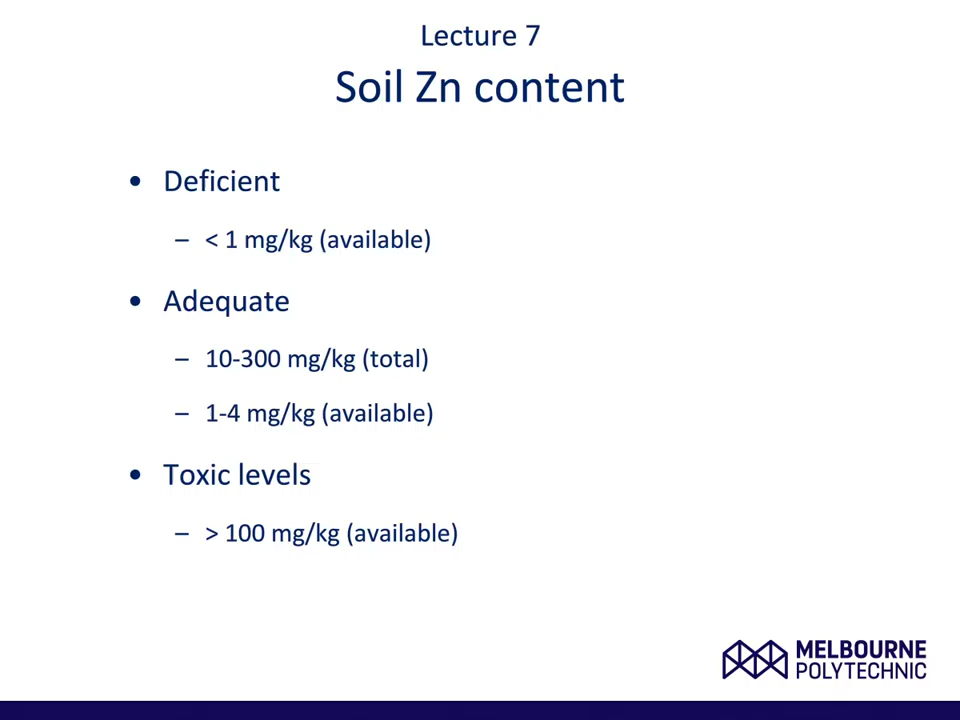 Lecture 7
Soil Zn content
• Deficient
– < 1 mg/kg (available)
• Adequate
– 10-300 mg/kg (total)
– 1-4 mg/kg (available)
• Toxic levels
– > 100 mg/kg (available)
MELBOURNE
POLYTECHNIC